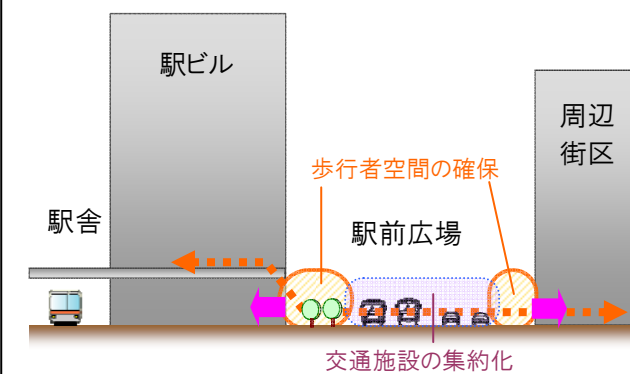 駅ビル
周辺
街区
歩行者空間の確保
駅舎
駅前広場
交通施設の集約化